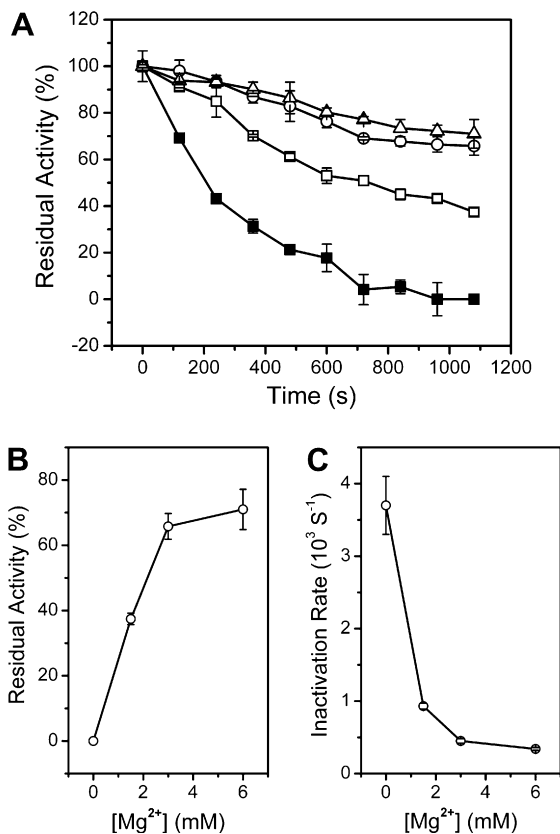 A
Residual Activity (%)
120
100
80
60
40
20
0
-20
0 200 400 600 800 1000 1200
Time (s)
B
Residual Activity (%)
80
60
40
20
0
0 2 4 6
[Mg²⁺] (mM)
C
Inactivation Rate (10³ S⁻¹)
4
3
2
1
0
0 2 4 6
[Mg²⁺] (mM)